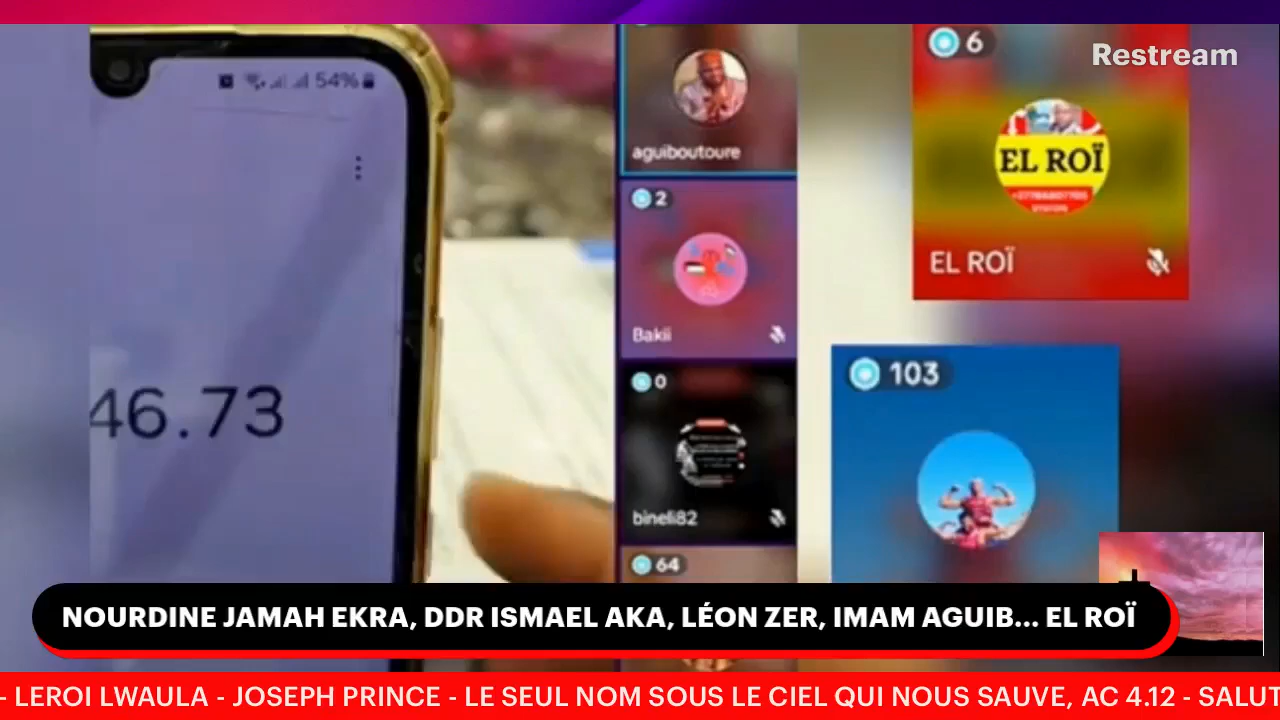 54%
46.73
aguiboutoure
2
Bakii
0
bineli82
64
6
Restream
EL ROÏ
EL ROÏ
103
NOURDINE JAMAH EKRA, DDR ISMAEL AKA, LÉON ZER, IMAM AGUIB... EL ROÏ
- LEROI LWAULA - JOSEPH PRINCE - LE SEUL NOM SOUS LE CIEL QUI NOUS SAUVE, AC 4.12 - SALUT